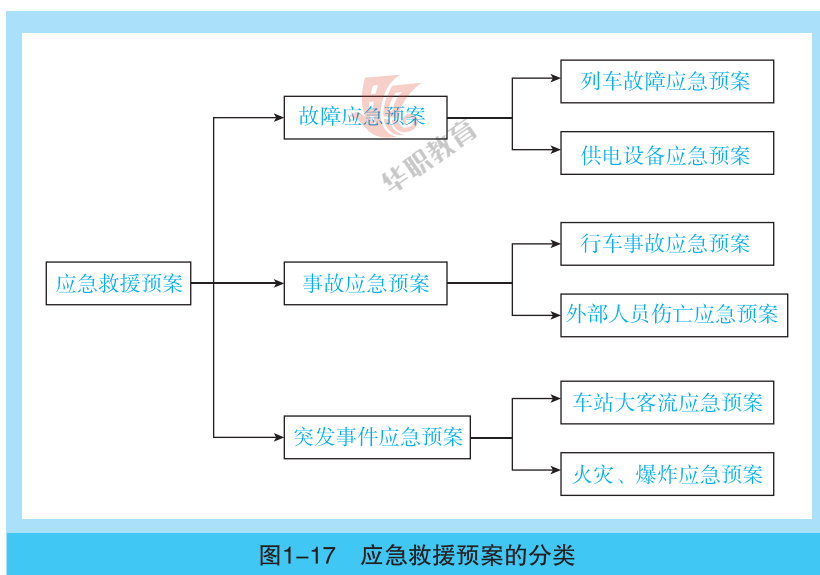 列车故障应急预案
故障应急预案
华职教育
供电设备应急预案
行车事故应急预案
应急救援预案
事故应急预案
外部人员伤亡应急预案
车站大客流应急预案
突发事件应急预案
火灾、爆炸应急预案
图1-17 应急救援预案的分类